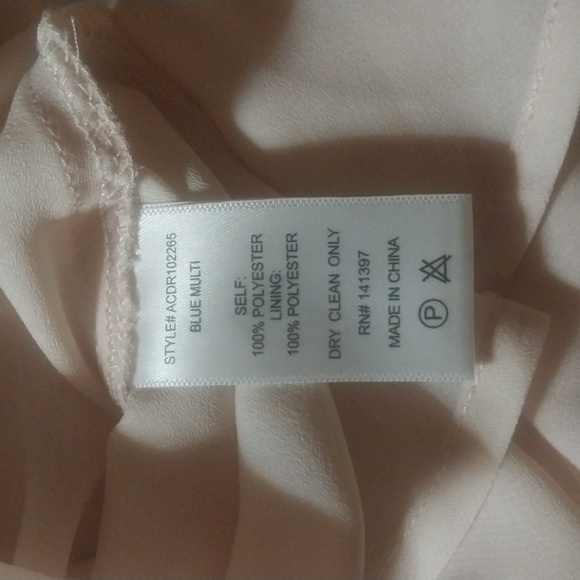 STYLE# ACDR102265
BLUE MULTI
SELF:
100% POLYESTER
LINING:
100% POLYESTER
DRY CLEAN ONLY
RN# 141397
MADE IN CHINA
P